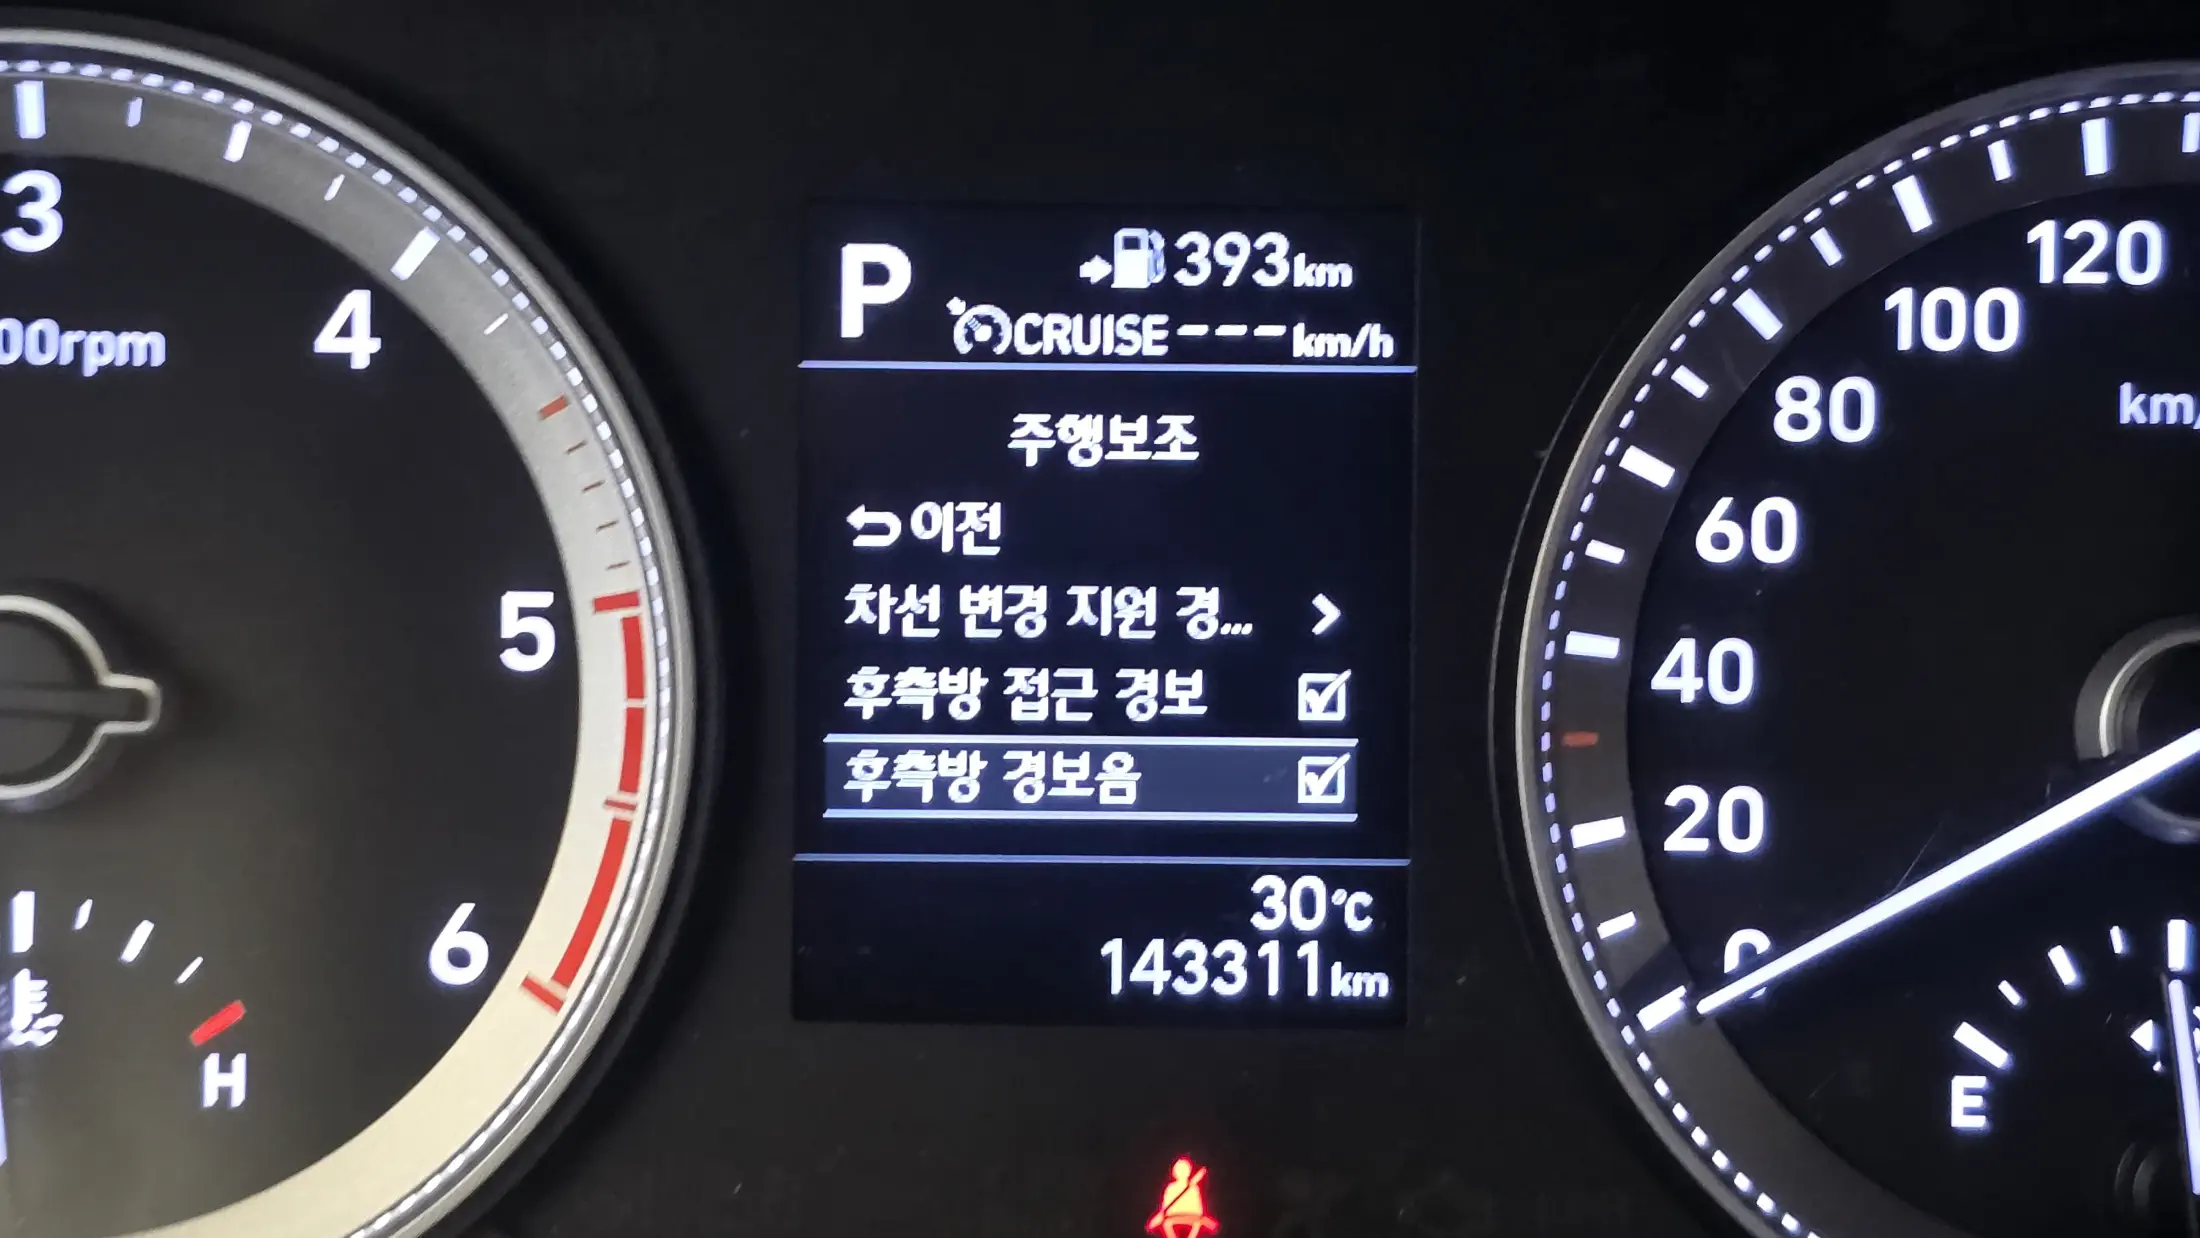 3
00rpm
4
5
6
H
P
393km
CRUISE---km/h
주행보조
이전
차선 변경 지원 경...
후측방 접근 경보
후측방 경보음
30°C
143311km
120
100
km/
80
60
40
20
0
E